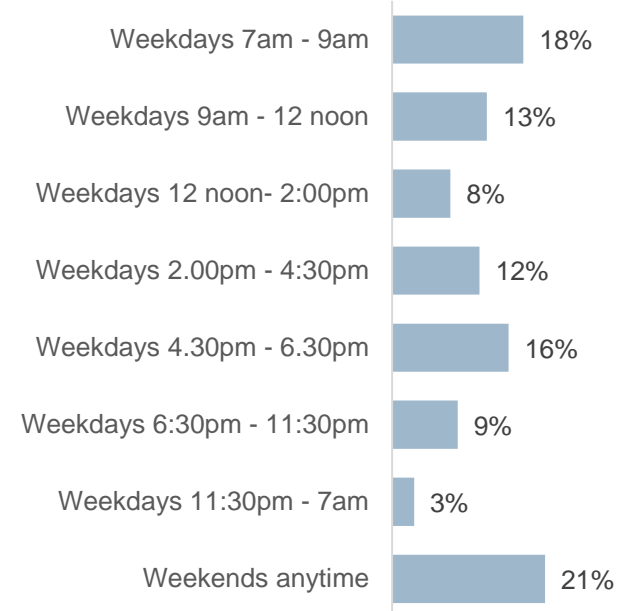 Weekdays 7am - 9am 18%
Weekdays 9am - 12 noon 13%
Weekdays 12 noon- 2:00pm 8%
Weekdays 2.00pm - 4:30pm 12%
Weekdays 4.30pm - 6.30pm 16%
Weekdays 6:30pm - 11:30pm 9%
Weekdays 11:30pm - 7am 3%
Weekends anytime 21%